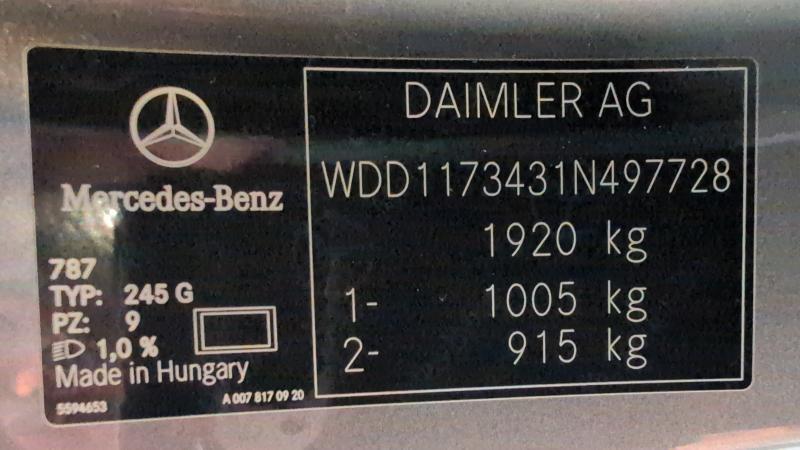 Mercedes-Benz
787
TYP: 245 G
PZ: 9
1,0 %
Made in Hungary
5594653
A 007 817 09 20
DAIMLER AG
WDD1173431N497728
1920 kg
1- 1005 kg
2- 915 kg